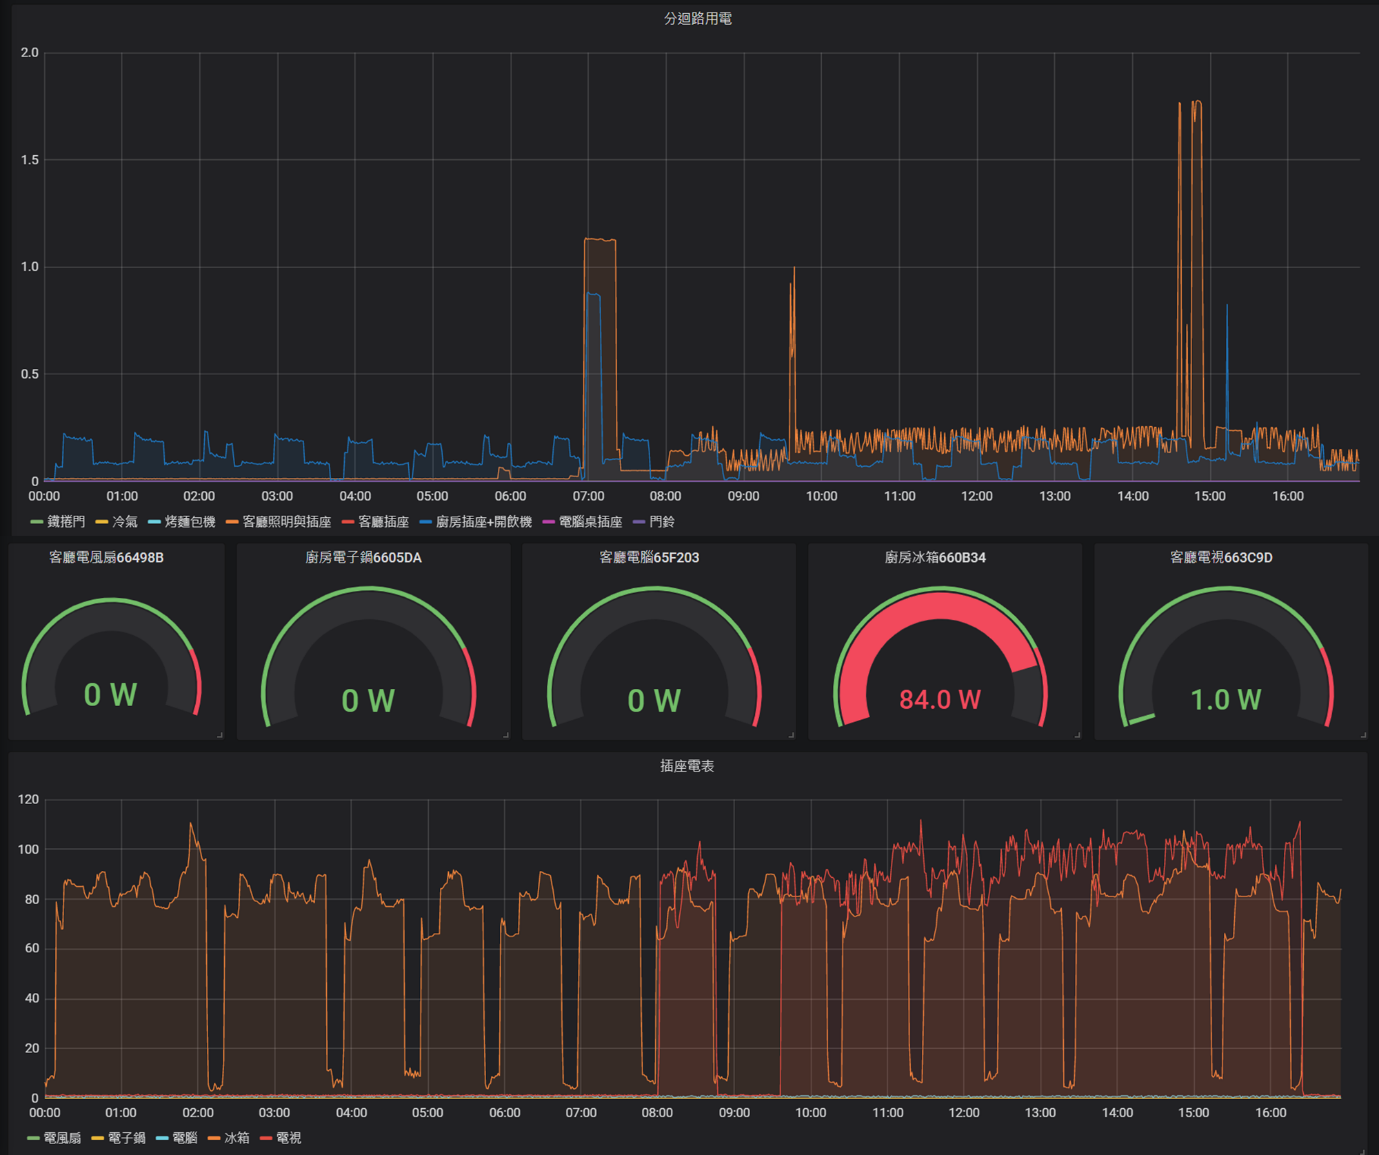 分迴路用電
2.0
1.5
1.0
0.5
0
00:00 01:00 02:00 03:00 04:00 05:00 06:00 07:00 08:00 09:00 10:00 11:00 12:00 13:00 14:00 15:00 16:00
鐵捲門 冷氣 烤麵包機 客廳照明與插座 客廳插座 廚房插座+開飲機 電腦桌插座 門鈴
客廳電風扇66498B 廚房電子鍋6605DA 客廳電腦65F203 廚房冰箱660B34 客廳電視663C9D
0 W 0 W 0 W 84.0 W 1.0 W
插座電表
120
100
80
60
40
20
0
00:00 01:00 02:00 03:00 04:00 05:00 06:00 07:00 08:00 09:00 10:00 11:00 12:00 13:00 14:00 15:00 16:00
電風扇 電子鍋 電腦 冰箱 電視